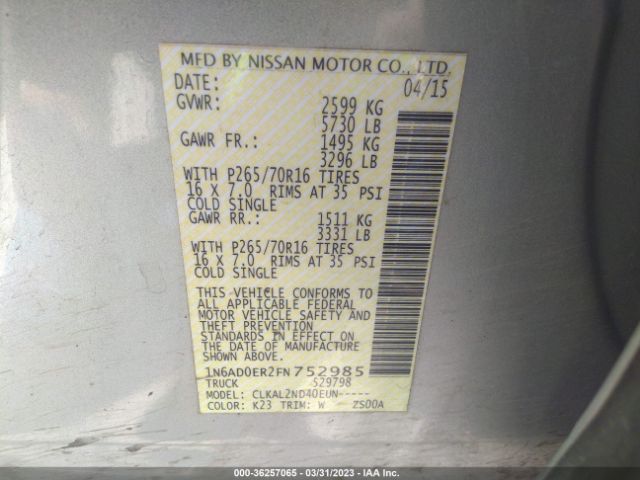 MFD BY NISSAN MOTOR CO., LTD.
DATE: 04/15
GVWR: 2599 KG
5730 LB
GAWR FR.: 1495 KG
3296 LB
WITH P265/70R16 TIRES
16 X 7.0 RIMS AT 35 PSI
COLD SINGLE
GAWR RR.: 1511 KG
3331 LB
WITH P265/70R16 TIRES
16 X 7.0 RIMS AT 35 PSI
COLD SINGLE
THIS VEHICLE CONFORMS TO
ALL APPLICABLE FEDERAL
MOTOR VEHICLE SAFETY AND
THEFT PREVENTION
STANDARDS IN EFFECT ON
THE DATE OF MANUFACTURE
SHOWN ABOVE.
1N6AD0ER2FN752985
TRUCK 529798
MODEL: CLKAL2ND40EUN-----
COLOR: K23 TRIM: W ZS00A
000-36257065 - 03/31/2023 - IAA Inc.